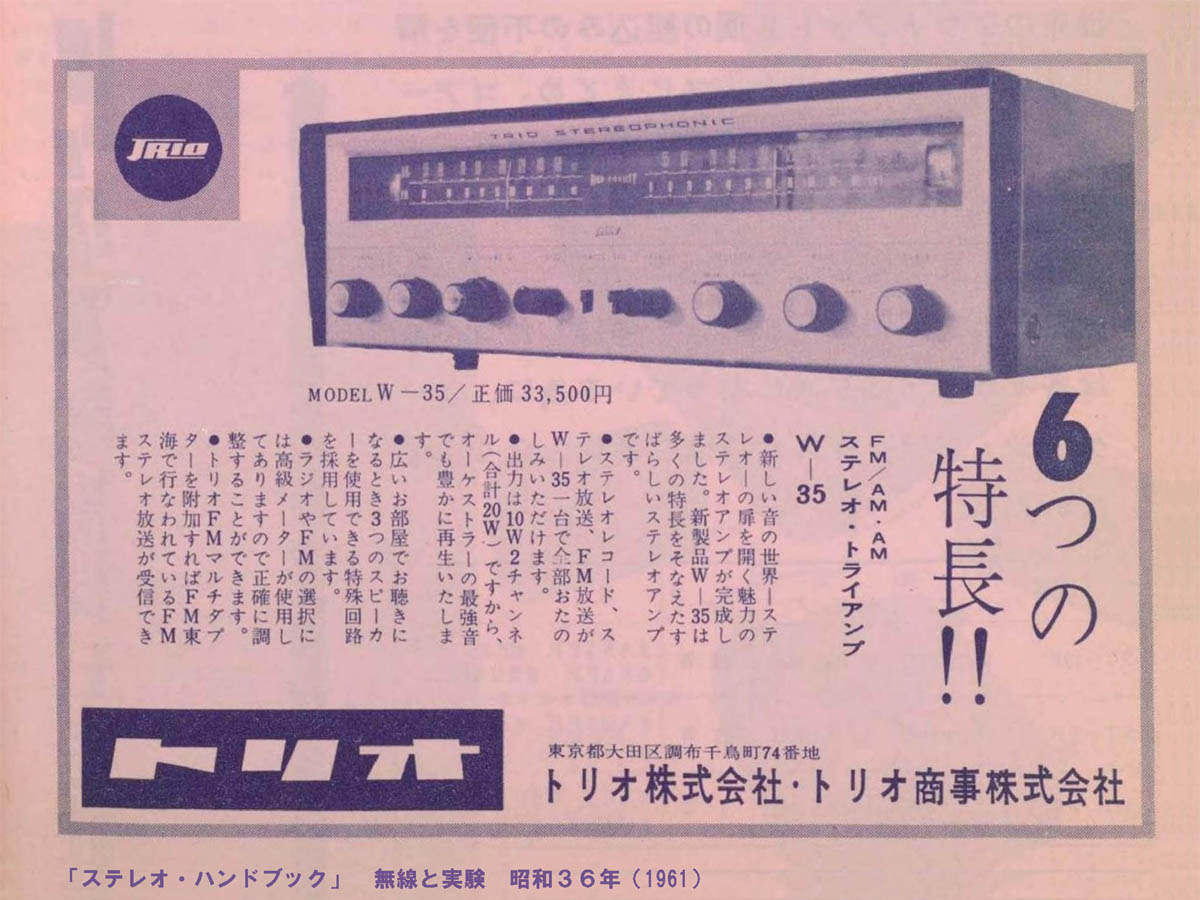 TRIO
TRIO STEREOPHONIC
MODEL W—35/正価 33,500円
6つの
特長!!
FM/AM・AM
ステレオ・トライアンプ
W—35
●新しい音の世界ーステ
レオーの扉を開く魅力の
ステレオアンプが完成し
ました。新製品W—35は
多くの特長をそなえたす
ばらしいステレオアンプ
です。
●ステレオレコード、ス
テレオ放送、FM放送が
W—35一台で全部おたの
しみいただけます。
●出力は10W2チャンネ
ル(合計20W)ですから、
オーケストラーの最強音
でも豊かに再生いたしま
す。
●広いお部屋でお聴きに
なるとき3つのスピーカ
ーを使用できる特殊回路
を採用しています。
●ラジオやFMの選択に
は高級メーターが使用し
てありますので正確に調
整することができます。
●トリオFMマルチダプ
ターを附加すればFM東
海で行なわれているFM
ステレオ放送が受信でき
ます。
トリオ
東京都大田区調布千鳥町74番地
トリオ株式会社・トリオ商事株式会社
「ステレオ・ハンドブック」 無線と実験 昭和36年(1961)